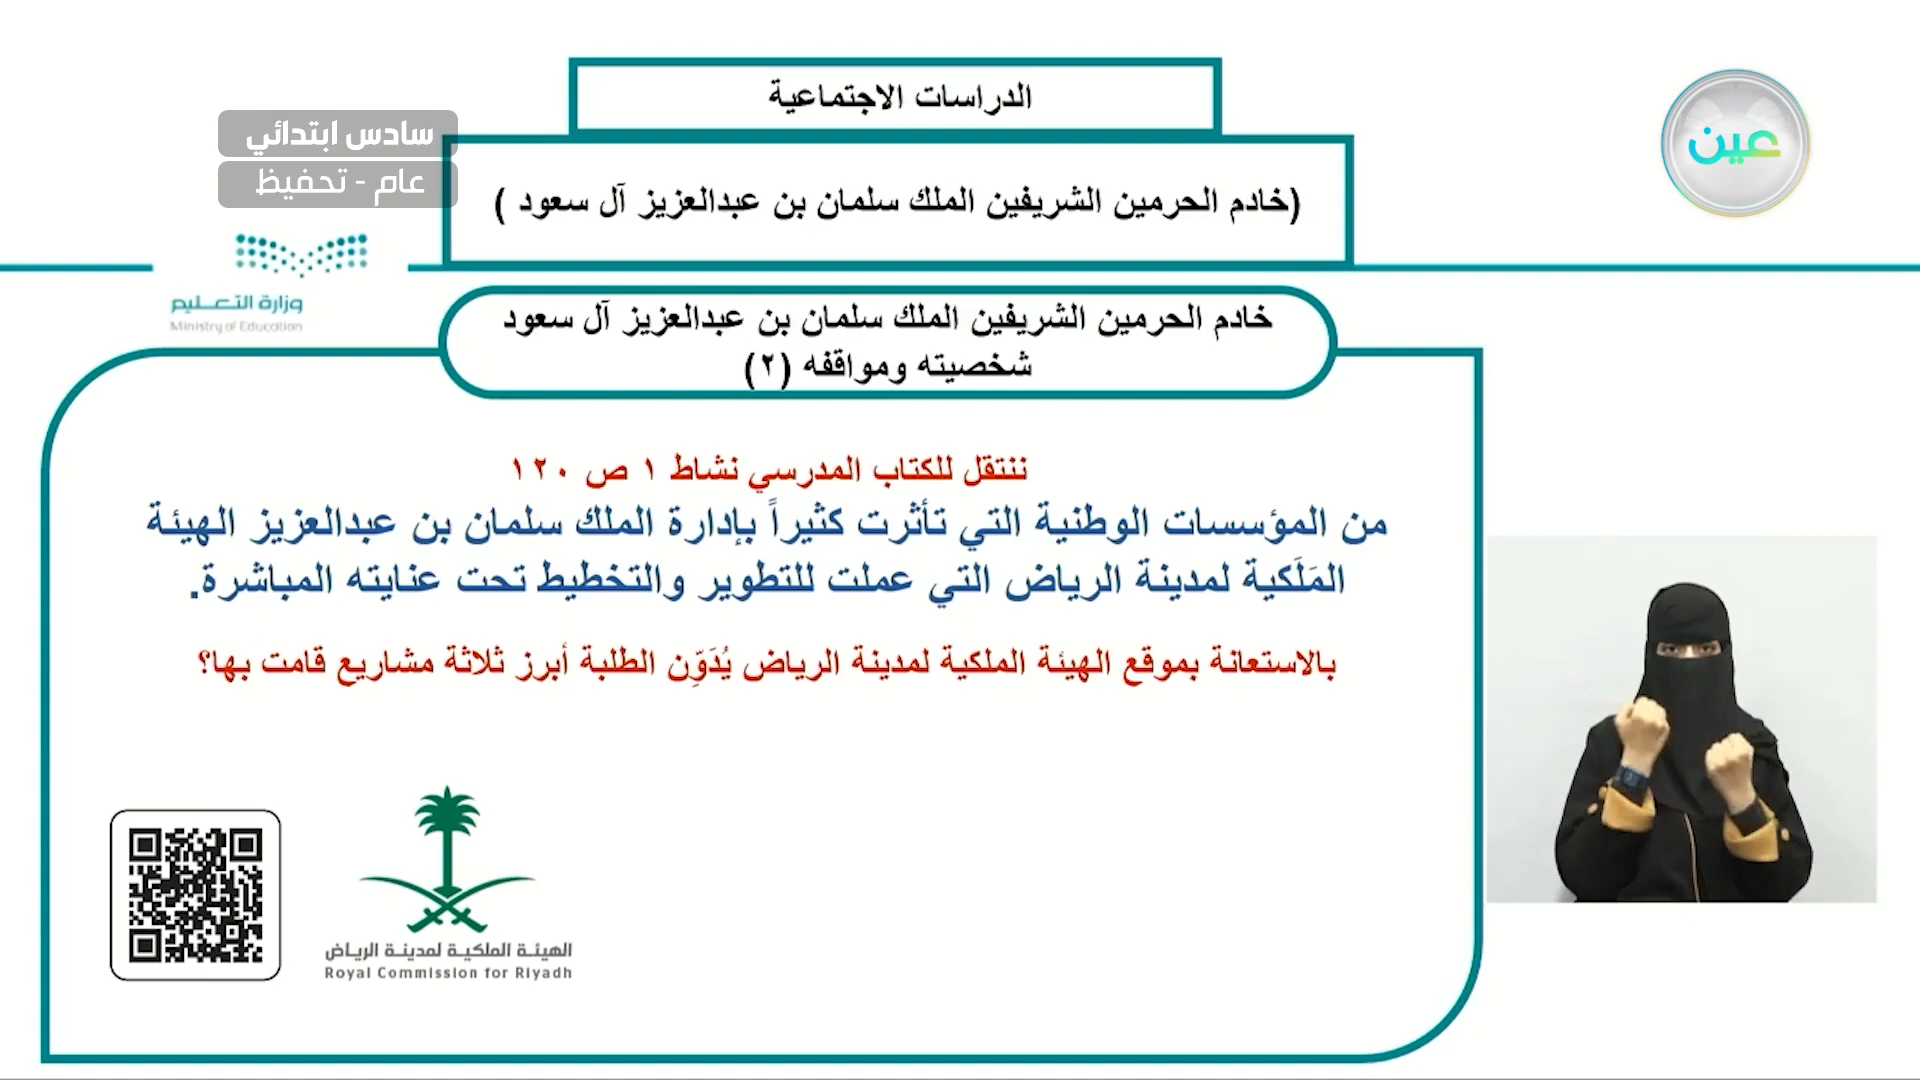 الدراسات الاجتماعية
عين
سادس ابتدائي
عام - تحفيظ
(خادم الحرمين الشريفين الملك سلمان بن عبدالعزيز آل سعود )
وزارة التعليم
Ministry of Education
خادم الحرمين الشريفين الملك سلمان بن عبدالعزيز آل سعود
شخصيته ومواقفه (٢)
ننتقل للكتاب المدرسي نشاط ١ ص ١٢٠
من المؤسسات الوطنية التي تأثرت كثيراً بإدارة الملك سلمان بن عبدالعزيز الهيئة
المَلَكية لمدينة الرياض التي عملت للتطوير والتخطيط تحت عنايته المباشرة.
بالاستعانة بموقع الهيئة الملكية لمدينة الرياض يُدَوِّن الطلبة أبرز ثلاثة مشاريع قامت بها؟
الهيئة الملكية لمدينة الرياض
Royal Commission for Riyadh